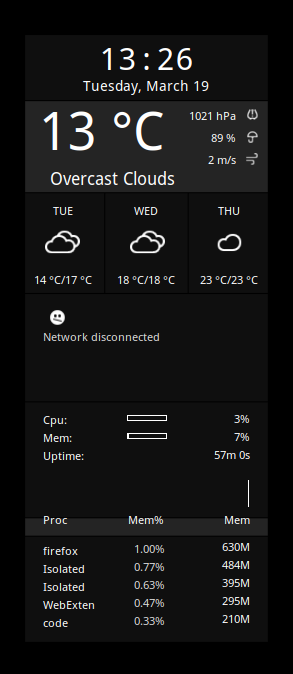 13:26
Tuesday, March 19
13 °C
1021 hPa
89 %
2 m/s
Overcast Clouds
TUE WED THU
14 °C/17 °C 18 °C/18 °C 23 °C/23 °C
Network disconnected
Cpu: 3%
Mem: 7%
Uptime: 57m 0s
Proc Mem% Mem
firefox 1.00% 630M
Isolated 0.77% 484M
Isolated 0.63% 395M
WebExten 0.47% 295M
code 0.33% 210M